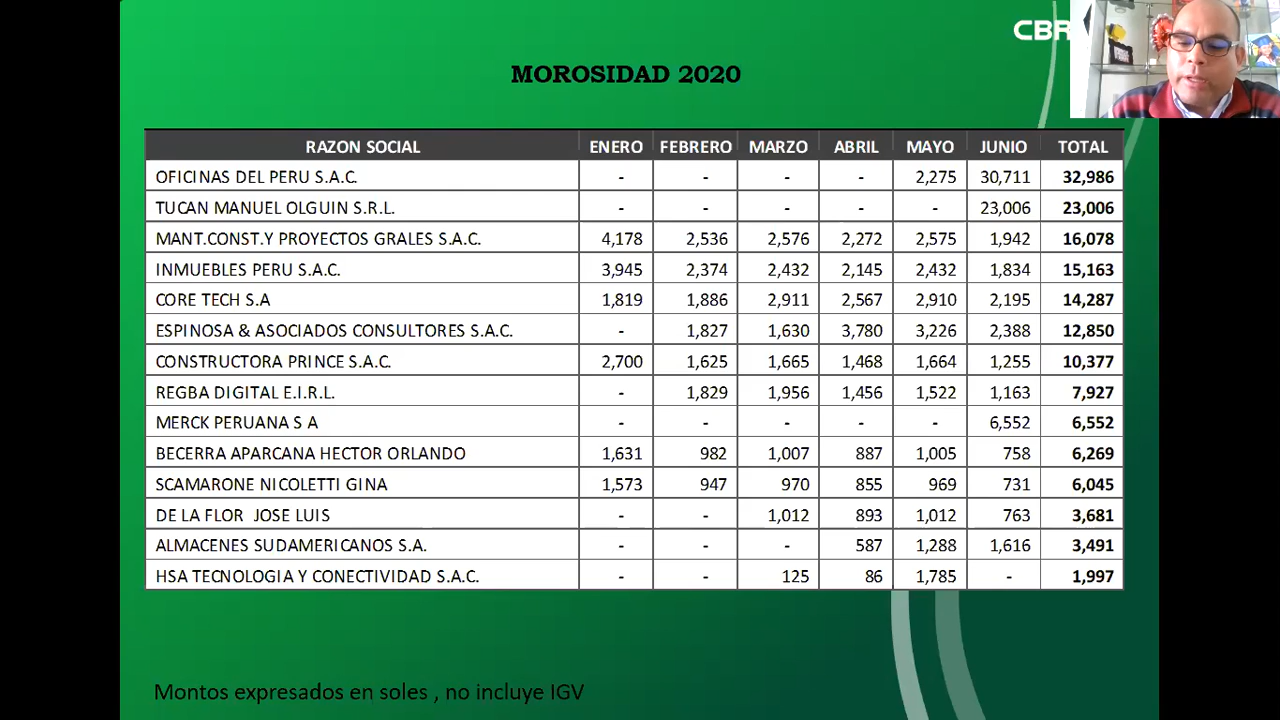 CBR
MOROSIDAD 2020
RAZON SOCIAL ENERO FEBRERO MARZO ABRIL MAYO JUNIO TOTAL
OFICINAS DEL PERU S.A.C. - - - - 2,275 30,711 32,986
TUCAN MANUEL OLGUIN S.R.L. - - - - - 23,006 23,006
MANT.CONST.Y PROYECTOS GRALES S.A.C. 4,178 2,536 2,576 2,272 2,575 1,942 16,078
INMUEBLES PERU S.A.C. 3,945 2,374 2,432 2,145 2,432 1,834 15,163
CORE TECH S.A 1,819 1,886 2,911 2,567 2,910 2,195 14,287
ESPINOSA & ASOCIADOS CONSULTORES S.A.C. - 1,827 1,630 3,780 3,226 2,388 12,850
CONSTRUCTORA PRINCE S.A.C. 2,700 1,625 1,665 1,468 1,664 1,255 10,377
REGBA DIGITAL E.I.R.L. - 1,829 1,956 1,456 1,522 1,163 7,927
MERCK PERUANA S A - - - - - 6,552 6,552
BECERRA APARCANA HECTOR ORLANDO 1,631 982 1,007 887 1,005 758 6,269
SCAMARONE NICOLETTI GINA 1,573 947 970 855 969 731 6,045
DE LA FLOR JOSE LUIS - - 1,012 893 1,012 763 3,681
ALMACENES SUDAMERICANOS S.A. - - - 587 1,288 1,616 3,491
HSA TECNOLOGIA Y CONECTIVIDAD S.A.C. - - 125 86 1,785 - 1,997
Montos expresados en soles , no incluye IGV